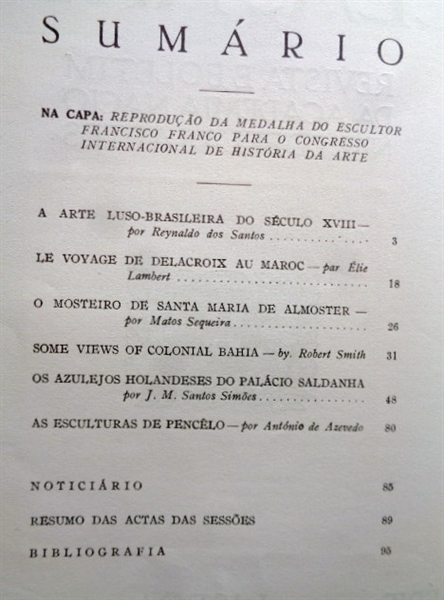 SUMÁRIO
NA CAPA: REPRODUÇÃO DA MEDALHA DO ESCULTOR
FRANCISCO FRANCO PARA O CONGRESSO
INTERNACIONAL DE HISTÓRIA DA ARTE
A ARTE LUSO-BRASILEIRA DO SÉCULO XVIII —
por Reynaldo dos Santos . . . . . . . . . . . . . . 3
LE VOYAGE DE DELACROIX AU MAROC — par Élie
Lambert . . . . . . . . . . . . . . . . . . . . . . . . . . . 18
O MOSTEIRO DE SANTA MARIA DE ALMOSTER —
por Matos Sequeira . . . . . . . . . . . . . . . . . . . 26
SOME VIEWS OF COLONIAL BAHIA — by. Robert Smith 31
OS AZULEJOS HOLANDESES DO PALÁCIO SALDANHA
por J. M. Santos Simões . . . . . . . . . . . . . . . . 48
AS ESCULTURAS DE PENCÊLO — por António de Azevedo 80
NOTICIÁRIO 85
RESUMO DAS ACTAS DAS SESSÕES 89
BIBLIOGRAFIA 95